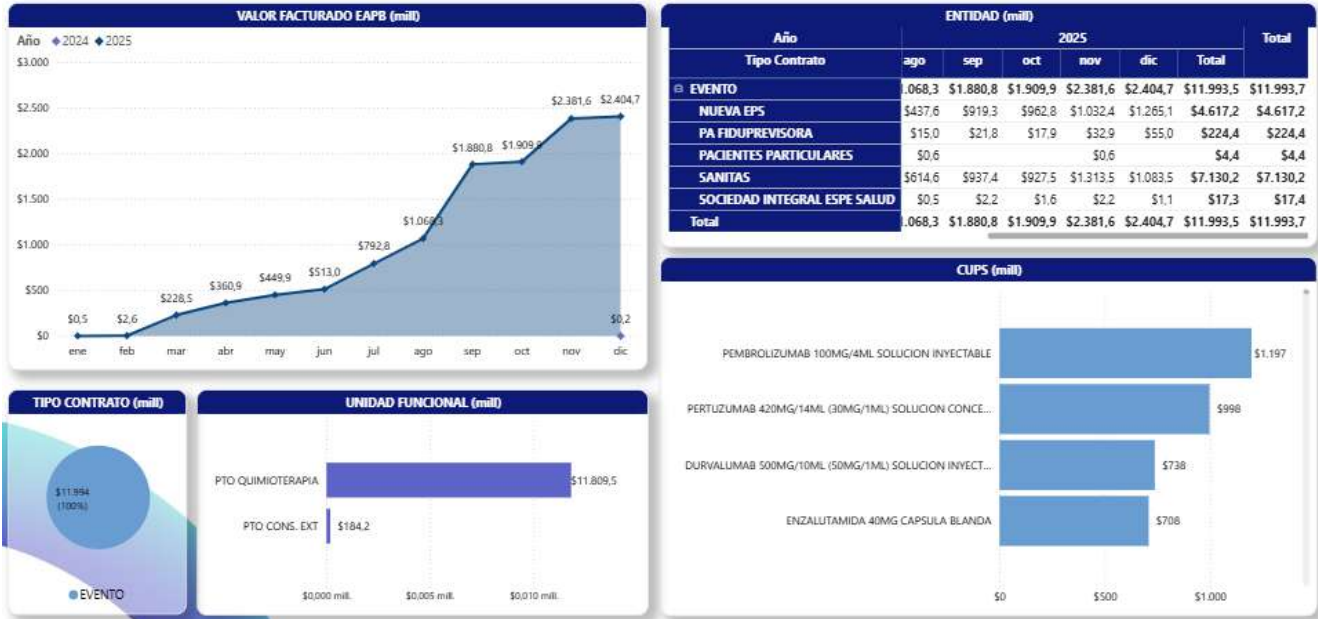 VALOR FACTURADO EAPB (mill)
Año 2024 2025
$3.000
$2.500
$2.000
$1.500
$1.000
$500
$0
$0,5 $2,6 $228,5 $360,9 $449,9 $513,0 $792,8 $1.068,3 $1.880,8 $1.909,9 $2.381,6 $2.404,7
$0,2
ene feb mar abr may jun jul ago sep oct nov dic
ENTIDAD (mill)
Año 2025 Total
Tipo Contrato ago sep oct nov dic Total
EVENTO .068,3 $1.880,8 $1.909,9 $2.381,6 $2.404,7 $11.993,5 $11.993,7
NUEVA EPS $437,6 $919,3 $962,8 $1.032,4 $1.265,1 $4.617,2 $4.617,2
PA FIDUPREVISORA $15,0 $21,8 $17,9 $32,9 $55,0 $224,4 $224,4
PACIENTES PARTICULARES $0,6 $0,6 $4,4 $4,4
SANITAS $614,6 $937,4 $927,5 $1.313,5 $1.083,5 $7.130,2 $7.130,2
SOCIEDAD INTEGRAL ESPE SALUD $0,5 $2,2 $1,6 $2,2 $1,1 $17,3 $17,4
Total .068,3 $1.880,8 $1.909,9 $2.381,6 $2.404,7 $11.993,5 $11.993,7
TIPO CONTRATO (mill)
$11.994
(100%)
EVENTO
UNIDAD FUNCIONAL (mill)
PTO QUIMIOTERAPIA $11.809,5
PTO CONS. EXT $184,2
$0,000 mill. $0,005 mill. $0,010 mill.
CUPS (mill)
PEMBROLIZUMAB 100MG/4ML SOLUCION INYECTABLE $1.197
PERTUZUMAB 420MG/14ML (30MG/1ML) SOLUCION CONCE... $998
DURVALUMAB 500MG/10ML (50MG/1ML) SOLUCION INYECT... $738
ENZALUTAMIDA 40MG CAPSULA BLANDA $708
$0 $500 $1.000